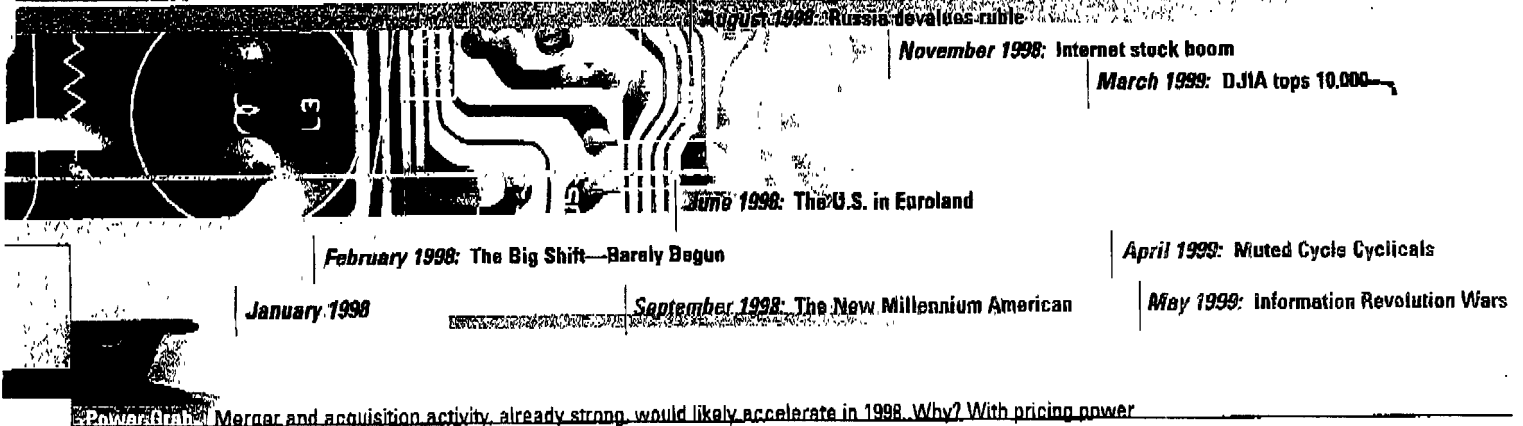 August 1998: Russia devalues ruble
November 1998: Internet stock boom
March 1999: DJIA tops 10,000
L3
June 1998: The U.S. in Euroland
February 1998: The Big Shift—Barely Begun
April 1999: Muted Cycle Cyclicals
January 1998
September 1998: The New Millennium American
May 1999: Information Revolution Wars
Power Grab Merger and acquisition activity, already strong, would likely accelerate in 1998. Why? With pricing power